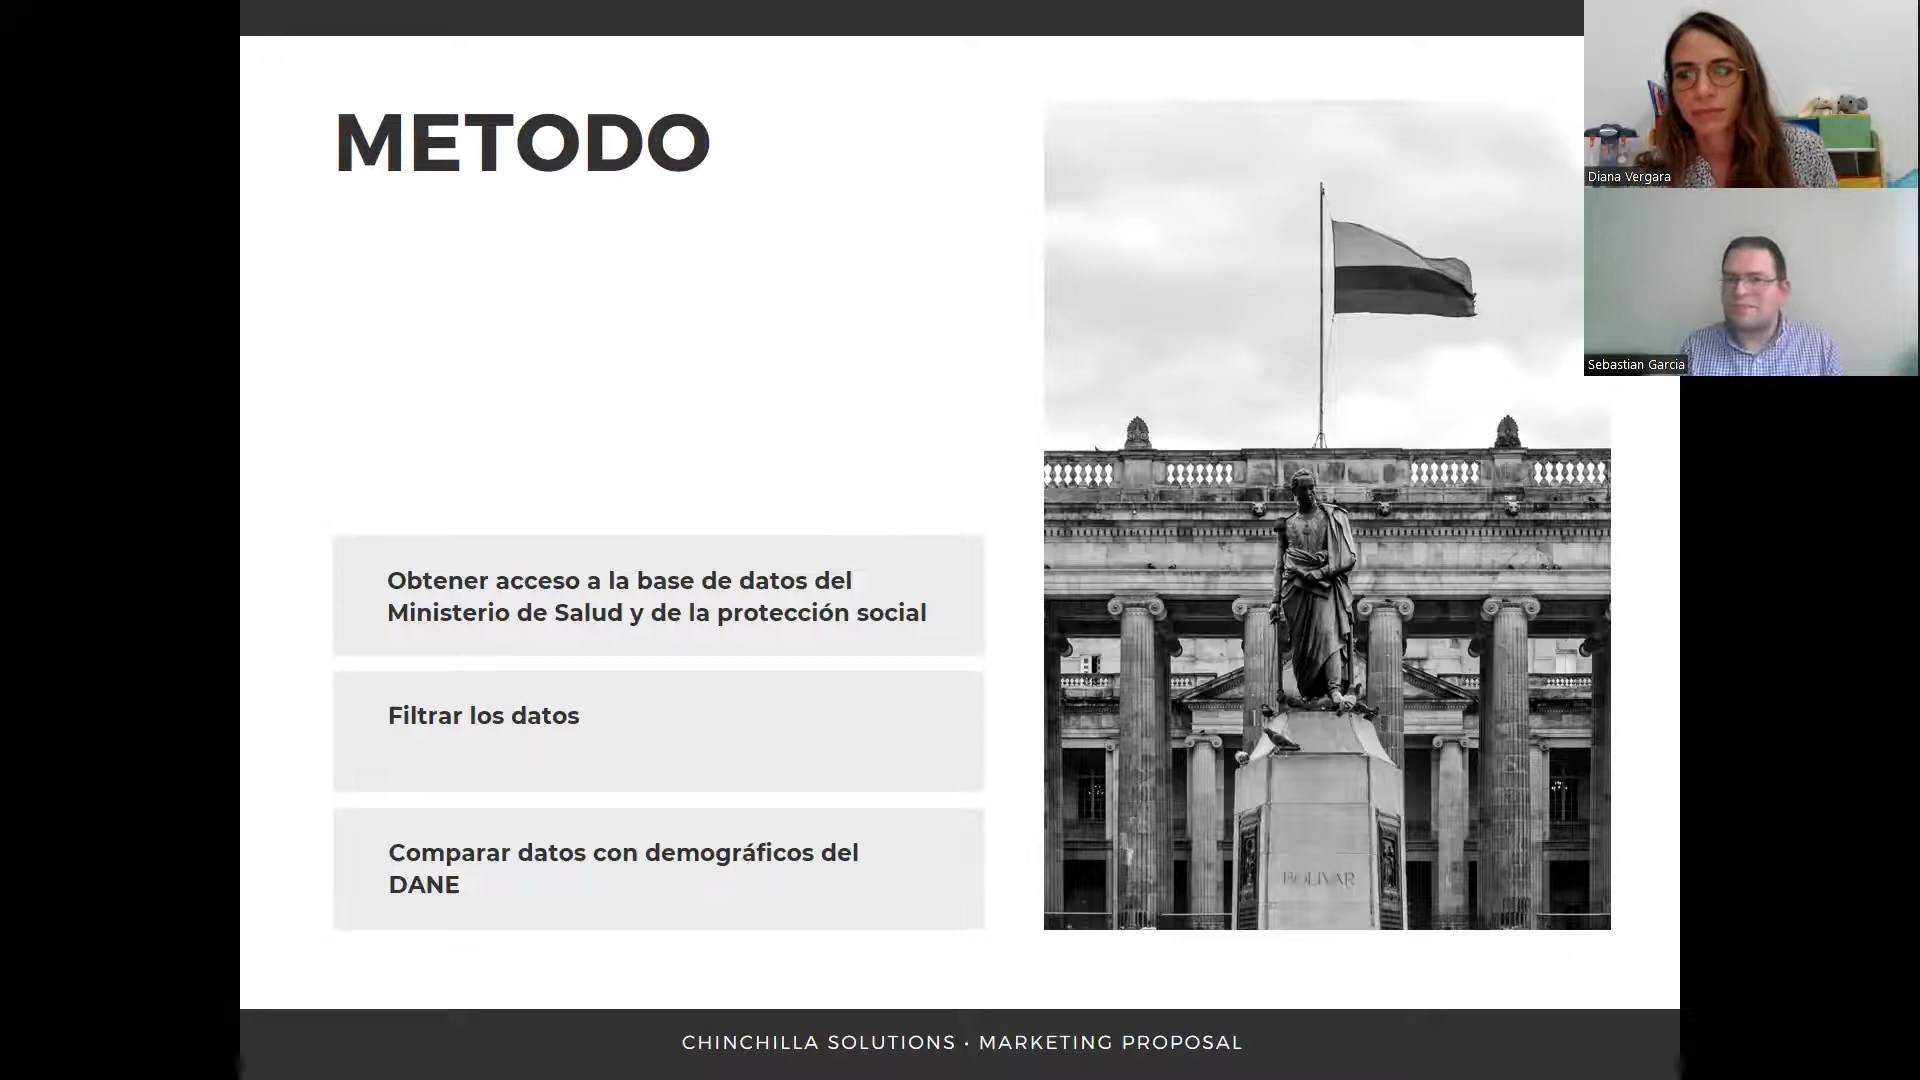 METODO
Diana Vergara
Sebastian Garcia
Obtener acceso a la base de datos del
Ministerio de Salud y de la protección social
Filtrar los datos
Comparar datos con demográficos del
DANE
BOLIVAR
CHINCHILLA SOLUTIONS • MARKETING PROPOSAL